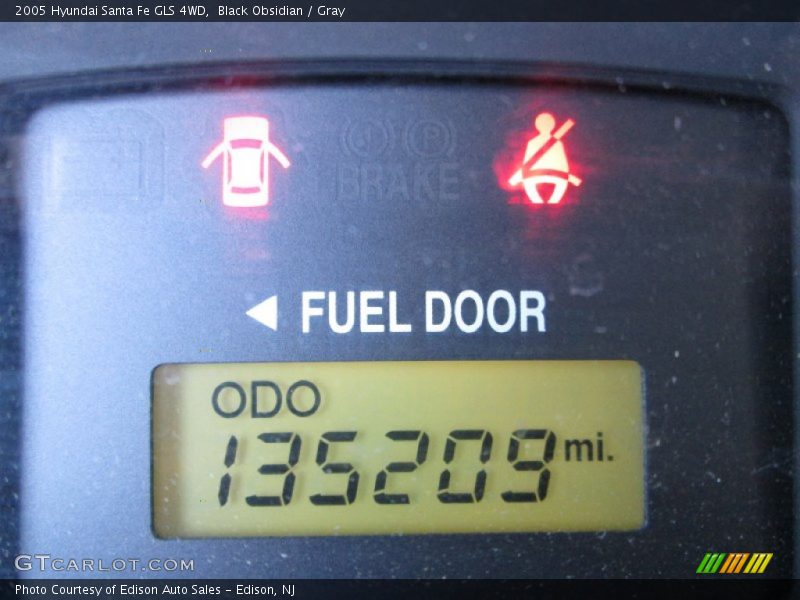 2005 Hyundai Santa Fe GLS 4WD, Black Obsidian / Gray
BRAKE
FUEL DOOR
ODO
135209 mi.
GTCARLOT.COM
Photo Courtesy of Edison Auto Sales - Edison, NJ